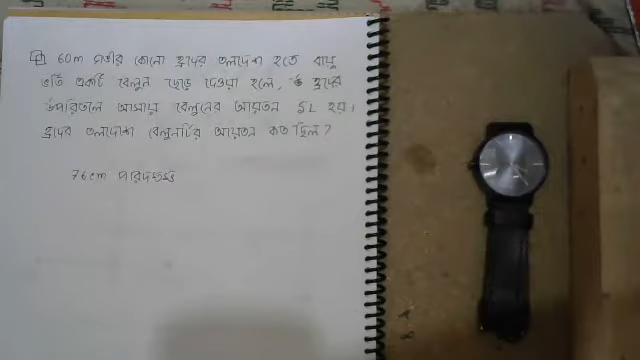 60m গভীর কোনো হ্রদের তলদেশ হতে বায়ু
ভর্তি একটি বেলুন ছেড়ে দেওয়া হলে, হ্রদের
উপরিতলে আসায় বেলুনের আয়তন 5L হয়।
হ্রদের তলদেশে বেলুনটির আয়তন কত ছিল?
76cm পারদস্তম্ভ